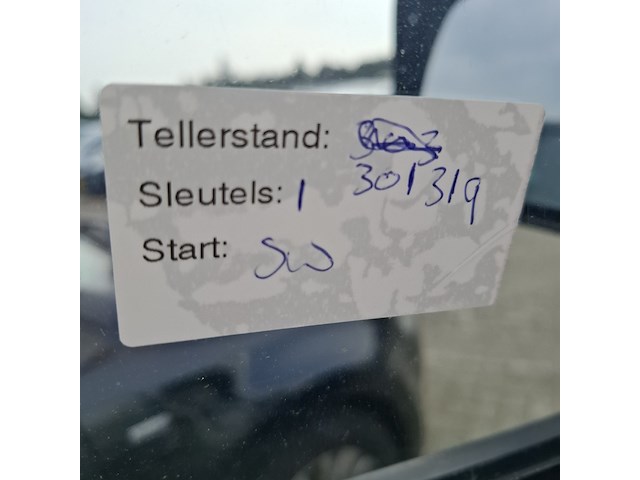 Tellerstand:
301319
Sleutels: 1
Start: SW